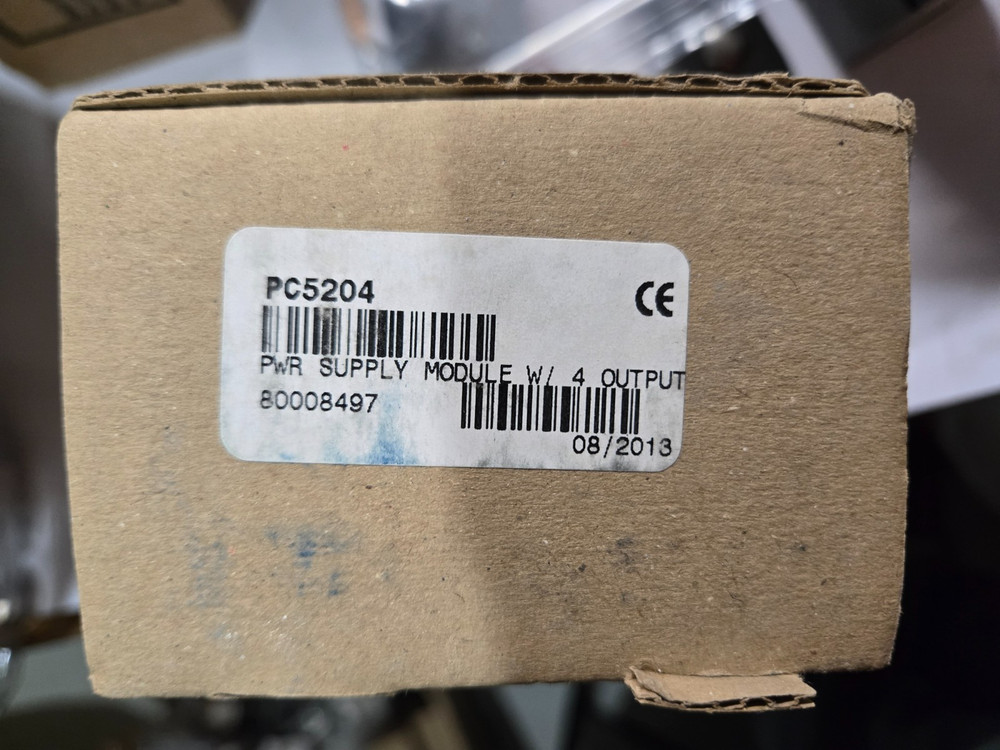 PC5204
CE
PWR SUPPLY MODULE W/ 4 OUTPUT
80008497
08/2013